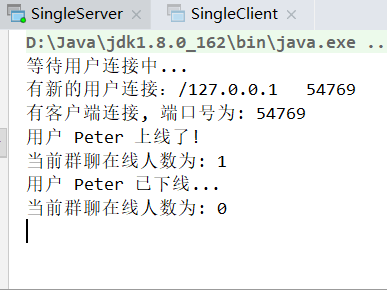 SingleServer × SingleClient ×
D:\Java\jdk1.8.0_162\bin\java.exe ..
等待用户连接中...
有新的用户连接：/127.0.0.1   54769
有客户端连接, 端口号为: 54769
用户 Peter 上线了!
当前群聊在线人数为: 1
用户 Peter 已下线...
当前群聊在线人数为: 0